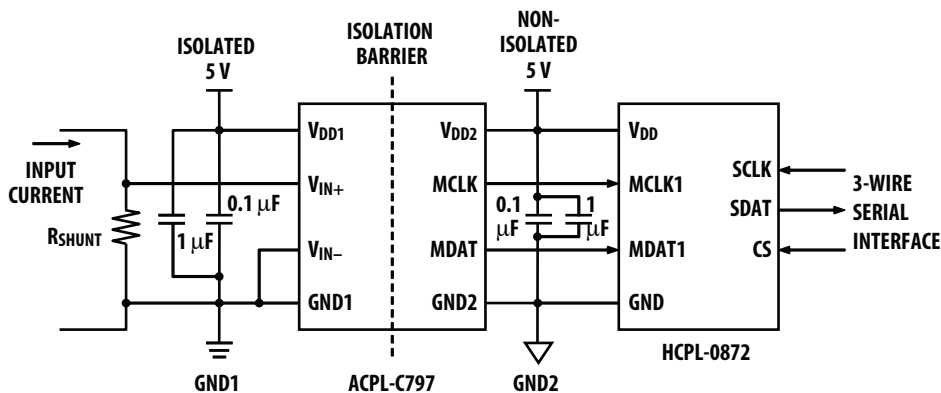 ISOLATED
5 V
ISOLATION
BARRIER
NON-
ISOLATED
5 V
INPUT
CURRENT
RSHUNT
1 μF
0.1 μF
VDD1
VIN+
VIN–
GND1
VDD2
MCLK
MDAT
GND2
0.1
μF
1
μF
VDD
MCLK1
MDAT1
GND
SCLK
SDAT
CS
3-WIRE
SERIAL
INTERFACE
GND1
ACPL-C797
GND2
HCPL-0872